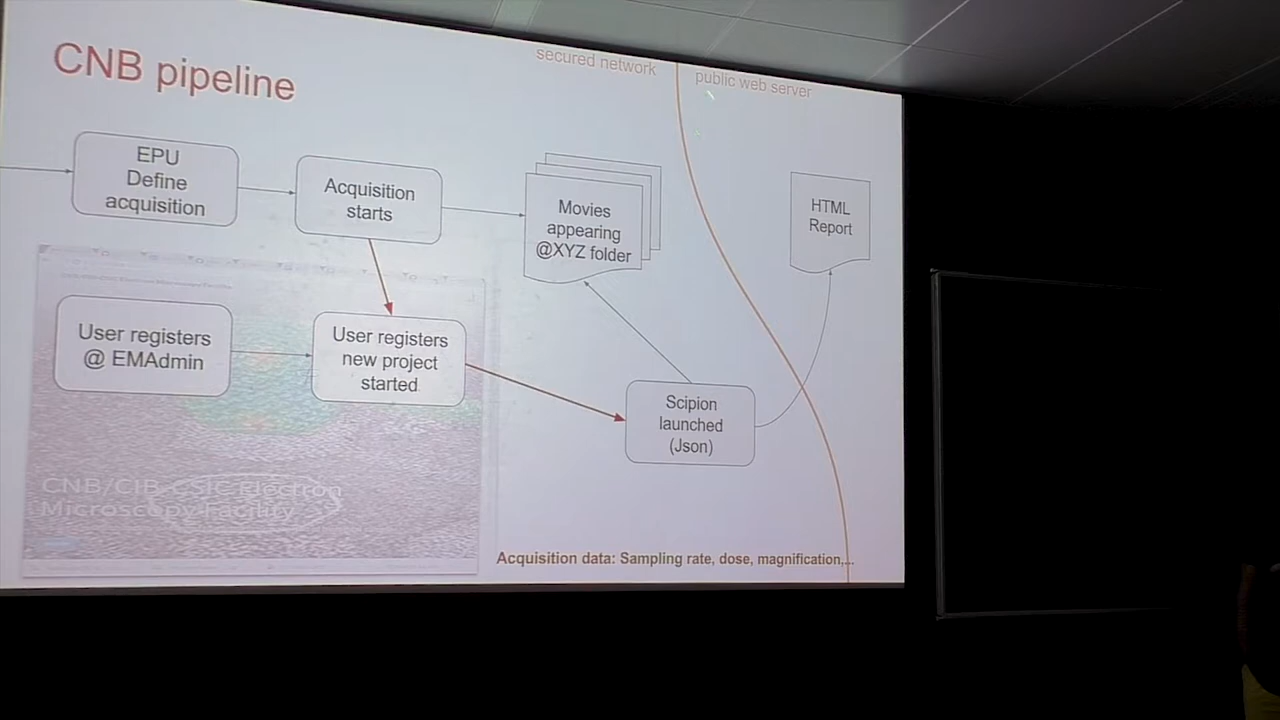 CNB pipeline
secured network
public web server
EPU
Define
acquisition
Acquisition
starts
Movies
appearing
@XYZ folder
HTML
Report
User registers
@ EMAdmin
User registers
new project
started
Scipion
launched
(Json)
CNB/CIB-CSIC Electron
Microscopy Facility
Acquisition data: Sampling rate, dose, magnification,...